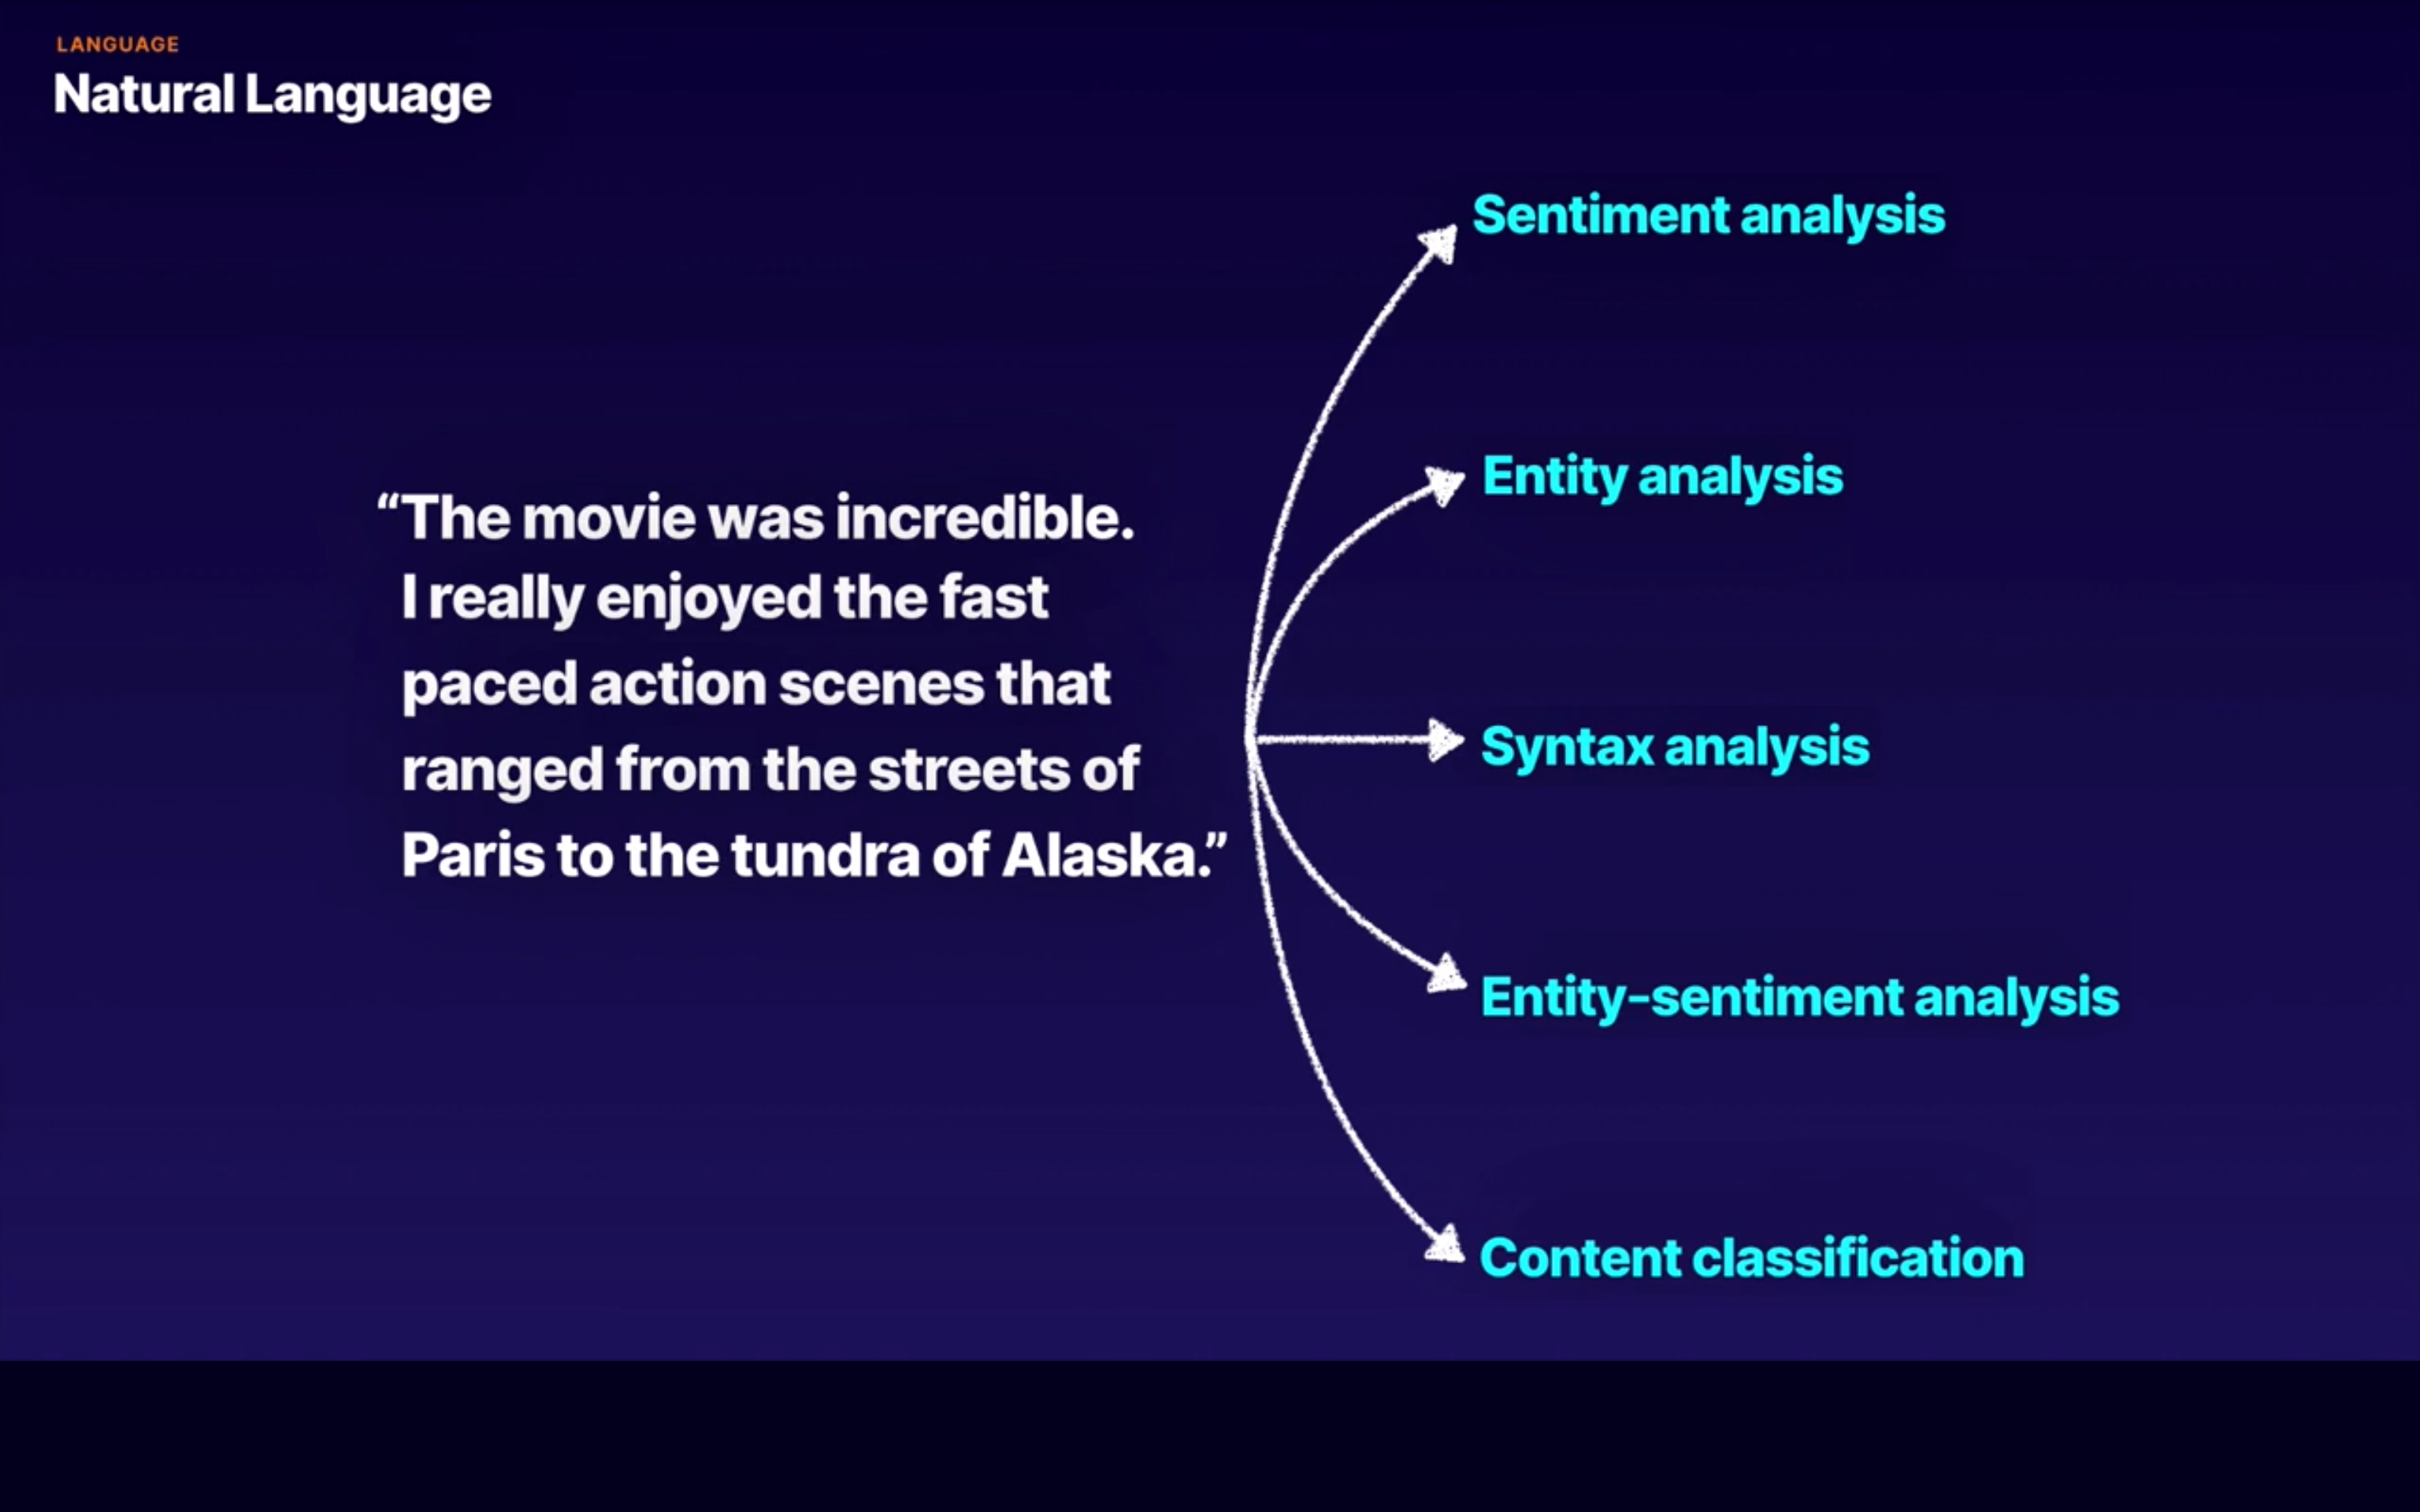 LANGUAGE
Natural Language
Sentiment analysis
Entity analysis
“The movie was incredible.
I really enjoyed the fast
paced action scenes that
ranged from the streets of
Paris to the tundra of Alaska.”
Syntax analysis
Entity-sentiment analysis
Content classification